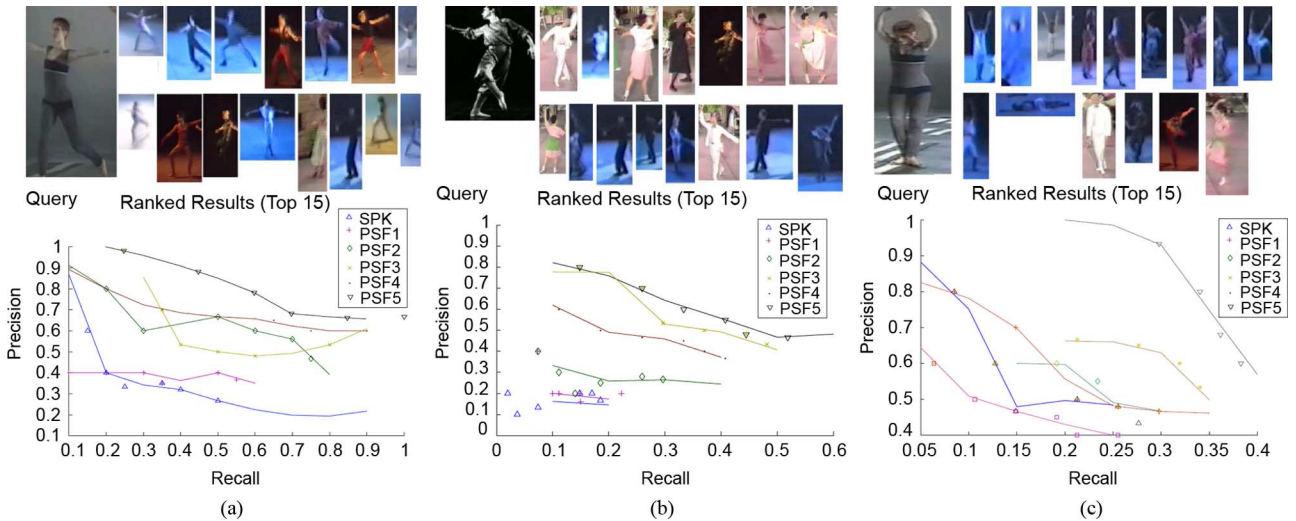 Query
Ranked Results (Top 15)
SPK
PSF1
PSF2
PSF3
PSF4
PSF5
1
0.9
0.8
0.7
0.6
0.5
0.4
0.3
0.2
0.1
Precision
0.1 0.2 0.3 0.4 0.5 0.6 0.7 0.8 0.9 1
Recall
(a)
Query
Ranked Results (Top 15)
SPK
PSF1
PSF2
PSF3
PSF4
PSF5
1
0.9
0.8
0.7
0.6
0.5
0.4
0.3
0.2
0.1
0
Precision
0 0.1 0.2 0.3 0.4 0.5 0.6
Recall
(b)
Query
Ranked Results (Top 15)
SPK
PSF1
PSF2
PSF3
PSF4
PSF5
1
0.9
0.8
0.7
0.6
0.5
0.4
Precision
0.05 0.1 0.15 0.2 0.25 0.3 0.35 0.4
Recall
(c)